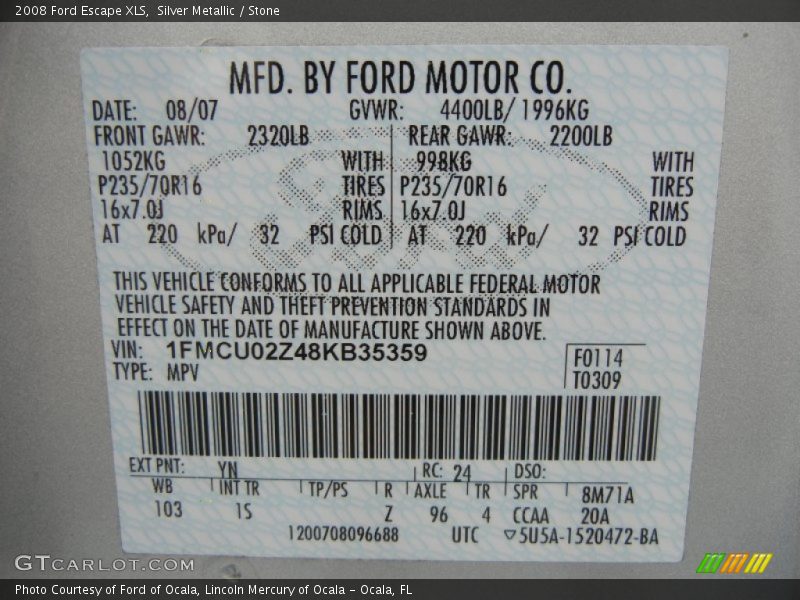 2008 Ford Escape XLS,  Silver Metallic / Stone
MFD. BY FORD MOTOR CO.
DATE: 08/07 GVWR: 4400LB/ 1996KG
FRONT GAWR: 2320LB REAR GAWR: 2200LB
1052KG WITH 998KG WITH
P235/70R16 TIRES P235/70R16 TIRES
16x7.0J RIMS 16x7.0J RIMS
AT 220 kPa/ 32 PSI COLD AT 220 kPa/ 32 PSI COLD
THIS VEHICLE CONFORMS TO ALL APPLICABLE FEDERAL MOTOR
VEHICLE SAFETY AND THEFT PREVENTION STANDARDS IN
EFFECT ON THE DATE OF MANUFACTURE SHOWN ABOVE.
VIN: 1FMCU02Z48KB35359 F0114
TYPE: MPV T0309
EXT PNT: YN RC: 24 DSO:
WB INT TR TP/PS R AXLE TR SPR 8M71A
103 IS Z 96 4 CCAA 20A
1200708096688 UTC ▽5U5A-1520472-BA
GTCARLOT.COM
Photo Courtesy of Ford of Ocala, Lincoln Mercury of Ocala - Ocala, FL